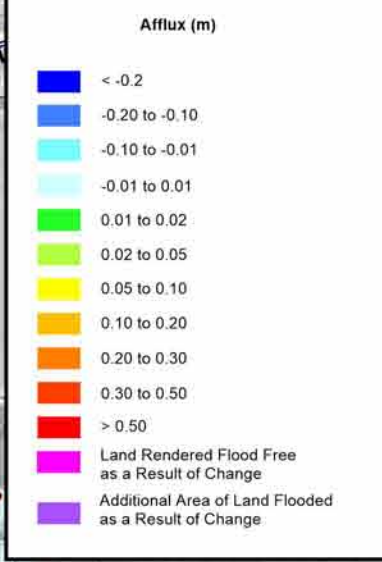 Afflux (m)
< -0.2
-0.20 to -0.10
-0.10 to -0.01
-0.01 to 0.01
0.01 to 0.02
0.02 to 0.05
0.05 to 0.10
0.10 to 0.20
0.20 to 0.30
0.30 to 0.50
> 0.50
Land Rendered Flood Free
as a Result of Change
Additional Area of Land Flooded
as a Result of Change